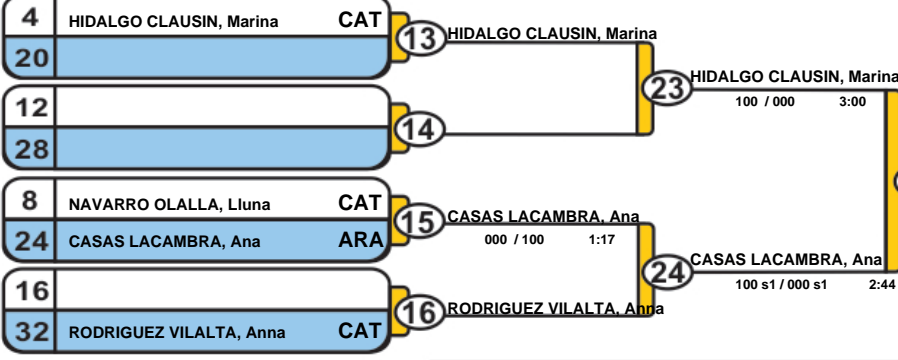 4 HIDALGO CLAUSIN, Marina CAT
20
13 HIDALGO CLAUSIN, Marina
12
28
14
23 HIDALGO CLAUSIN, Marina
100 / 000 3:00
8 NAVARRO OLALLA, Lluna CAT
24 CASAS LACAMBRA, Ana ARA
15 CASAS LACAMBRA, Ana
000 / 100 1:17
16
32 RODRIGUEZ VILALTA, Anna CAT
16 RODRIGUEZ VILALTA, Anna
24 CASAS LACAMBRA, Ana
100 s1 / 000 s1 2:44